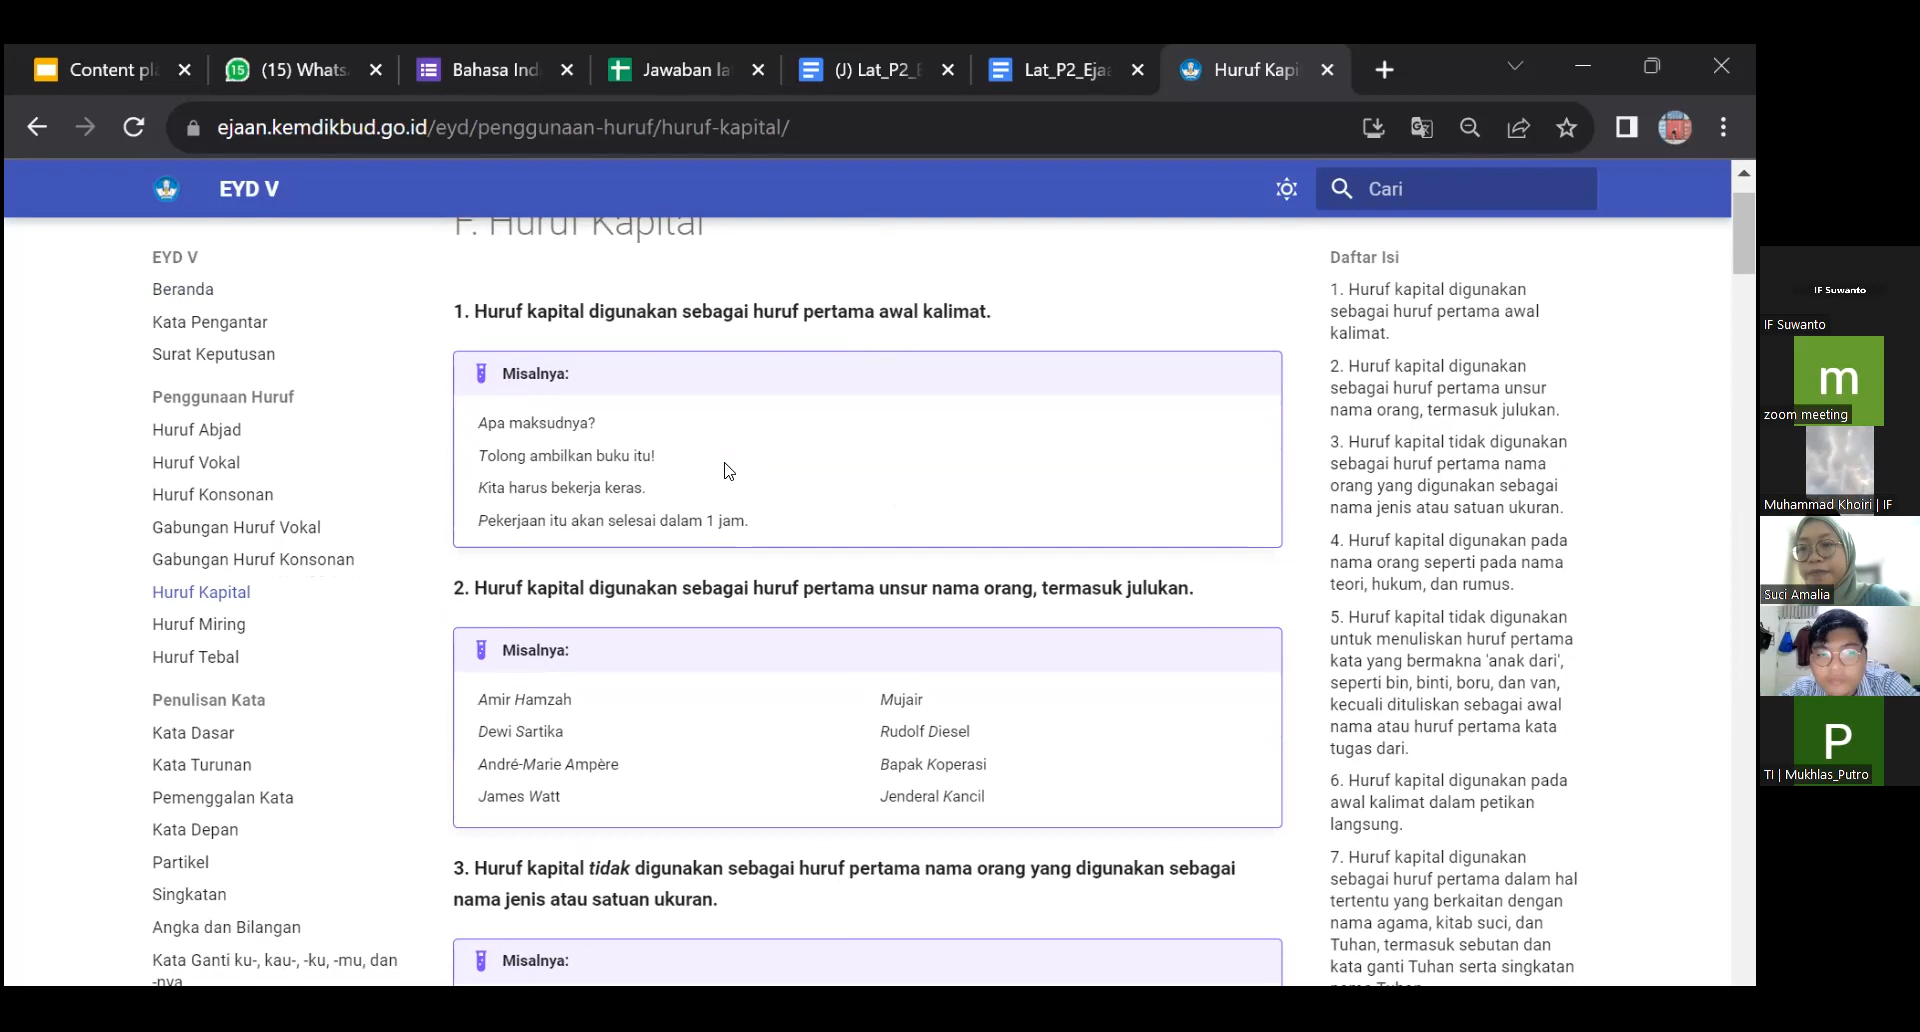 Content pla
(15) Whats
Bahasa Ind
Jawaban la
(J) Lat_P2_E
Lat_P2_Eja
Huruf Kapi
ejaan.kemdikbud.go.id/eyd/penggunaan-huruf/huruf-kapital/
EYD V
Cari
EYD V
Beranda
Kata Pengantar
Surat Keputusan
Penggunaan Huruf
Huruf Abjad
Huruf Vokal
Huruf Konsonan
Gabungan Huruf Vokal
Gabungan Huruf Konsonan
Huruf Kapital
Huruf Miring
Huruf Tebal
Penulisan Kata
Kata Dasar
Kata Turunan
Pemenggalan Kata
Kata Depan
Partikel
Singkatan
Angka dan Bilangan
Kata Ganti ku-, kau-, -ku, -mu, dan
-nya
F. Huruf Kapital
1. Huruf kapital digunakan sebagai huruf pertama awal kalimat.
Misalnya:
Apa maksudnya?
Tolong ambilkan buku itu!
Kita harus bekerja keras.
Pekerjaan itu akan selesai dalam 1 jam.
2. Huruf kapital digunakan sebagai huruf pertama unsur nama orang, termasuk julukan.
Misalnya:
Amir Hamzah
Dewi Sartika
André-Marie Ampère
James Watt
Mujair
Rudolf Diesel
Bapak Koperasi
Jenderal Kancil
3. Huruf kapital tidak digunakan sebagai huruf pertama nama orang yang digunakan sebagai
nama jenis atau satuan ukuran.
Misalnya:
Daftar Isi
1. Huruf kapital digunakan
sebagai huruf pertama awal
kalimat.
2. Huruf kapital digunakan
sebagai huruf pertama unsur
nama orang, termasuk julukan.
3. Huruf kapital tidak digunakan
sebagai huruf pertama nama
orang yang digunakan sebagai
nama jenis atau satuan ukuran.
4. Huruf kapital digunakan pada
nama orang seperti pada nama
teori, hukum, dan rumus.
5. Huruf kapital tidak digunakan
untuk menuliskan huruf pertama
kata yang bermakna 'anak dari',
seperti bin, binti, boru, dan van,
kecuali dituliskan sebagai awal
nama atau huruf pertama kata
tugas dari.
6. Huruf kapital digunakan pada
awal kalimat dalam petikan
langsung.
7. Huruf kapital digunakan
sebagai huruf pertama dalam hal
tertentu yang berkaitan dengan
nama agama, kitab suci, dan
Tuhan, termasuk sebutan dan
kata ganti Tuhan serta singkatan
nama Tuhan.
IF Suwanto
IF Suwanto
m
zoom meeting
Muhammad Khoiri | IF
Suci Amalia
P
TI | Mukhlas_Putro